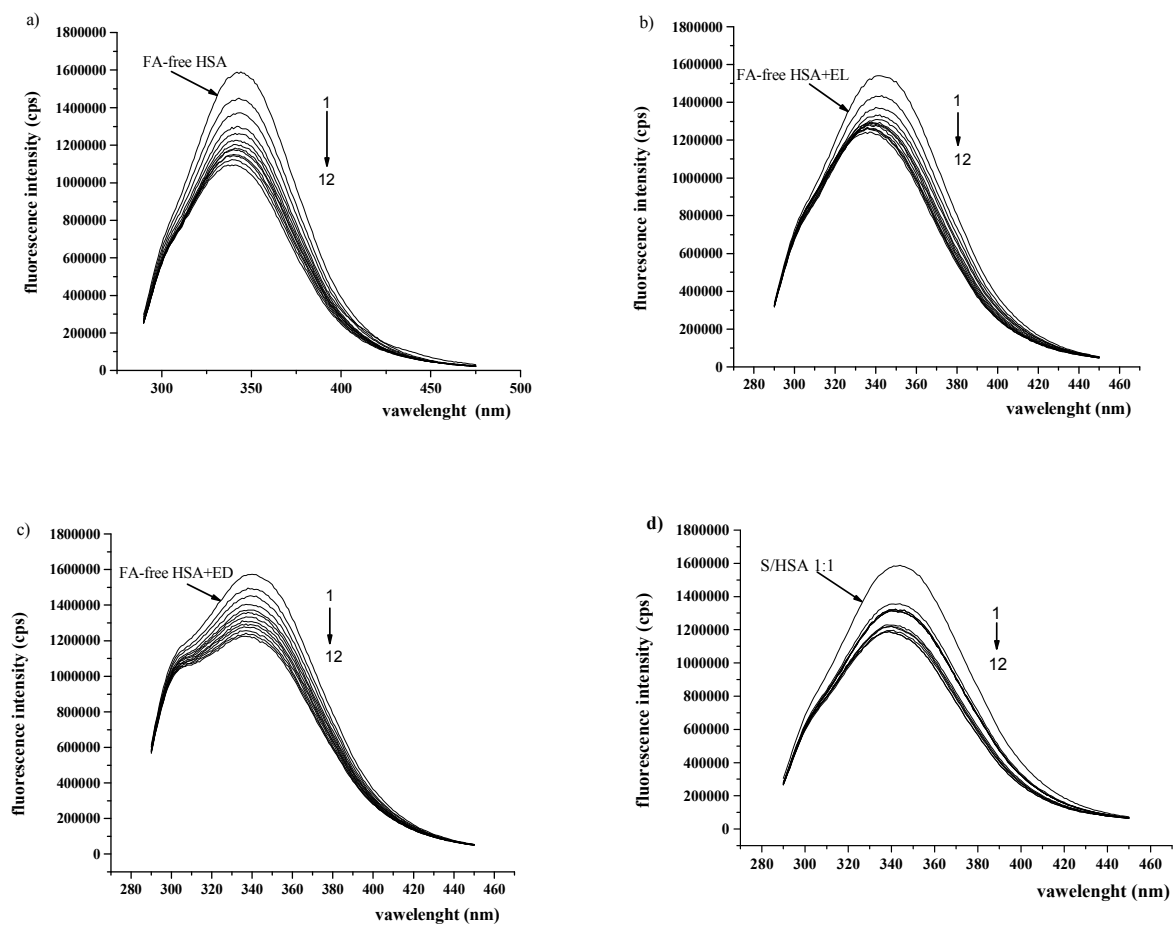 a)
fluorescence intensity (cps)
1800000
1600000
1400000
1200000
1000000
800000
600000
400000
200000
0
FA-free HSA
1
12
300 350 400 450 500
vawelenght (nm)
b)
fluorescence intensity (cps)
1800000
1600000
1400000
1200000
1000000
800000
600000
400000
200000
0
FA-free HSA+EL
1
12
280 300 320 340 360 380 400 420 440 460
vawelenght (nm)
c)
fluorescence intensity (cps)
1800000
1600000
1400000
1200000
1000000
800000
600000
400000
200000
0
FA-free HSA+ED
1
12
280 300 320 340 360 380 400 420 440 460
vawelenght (nm)
d)
fluorescence intensity (cps)
1800000
1600000
1400000
1200000
1000000
800000
600000
400000
200000
0
S/HSA 1:1
1
12
280 300 320 340 360 380 400 420 440 460
vawelenght (nm)